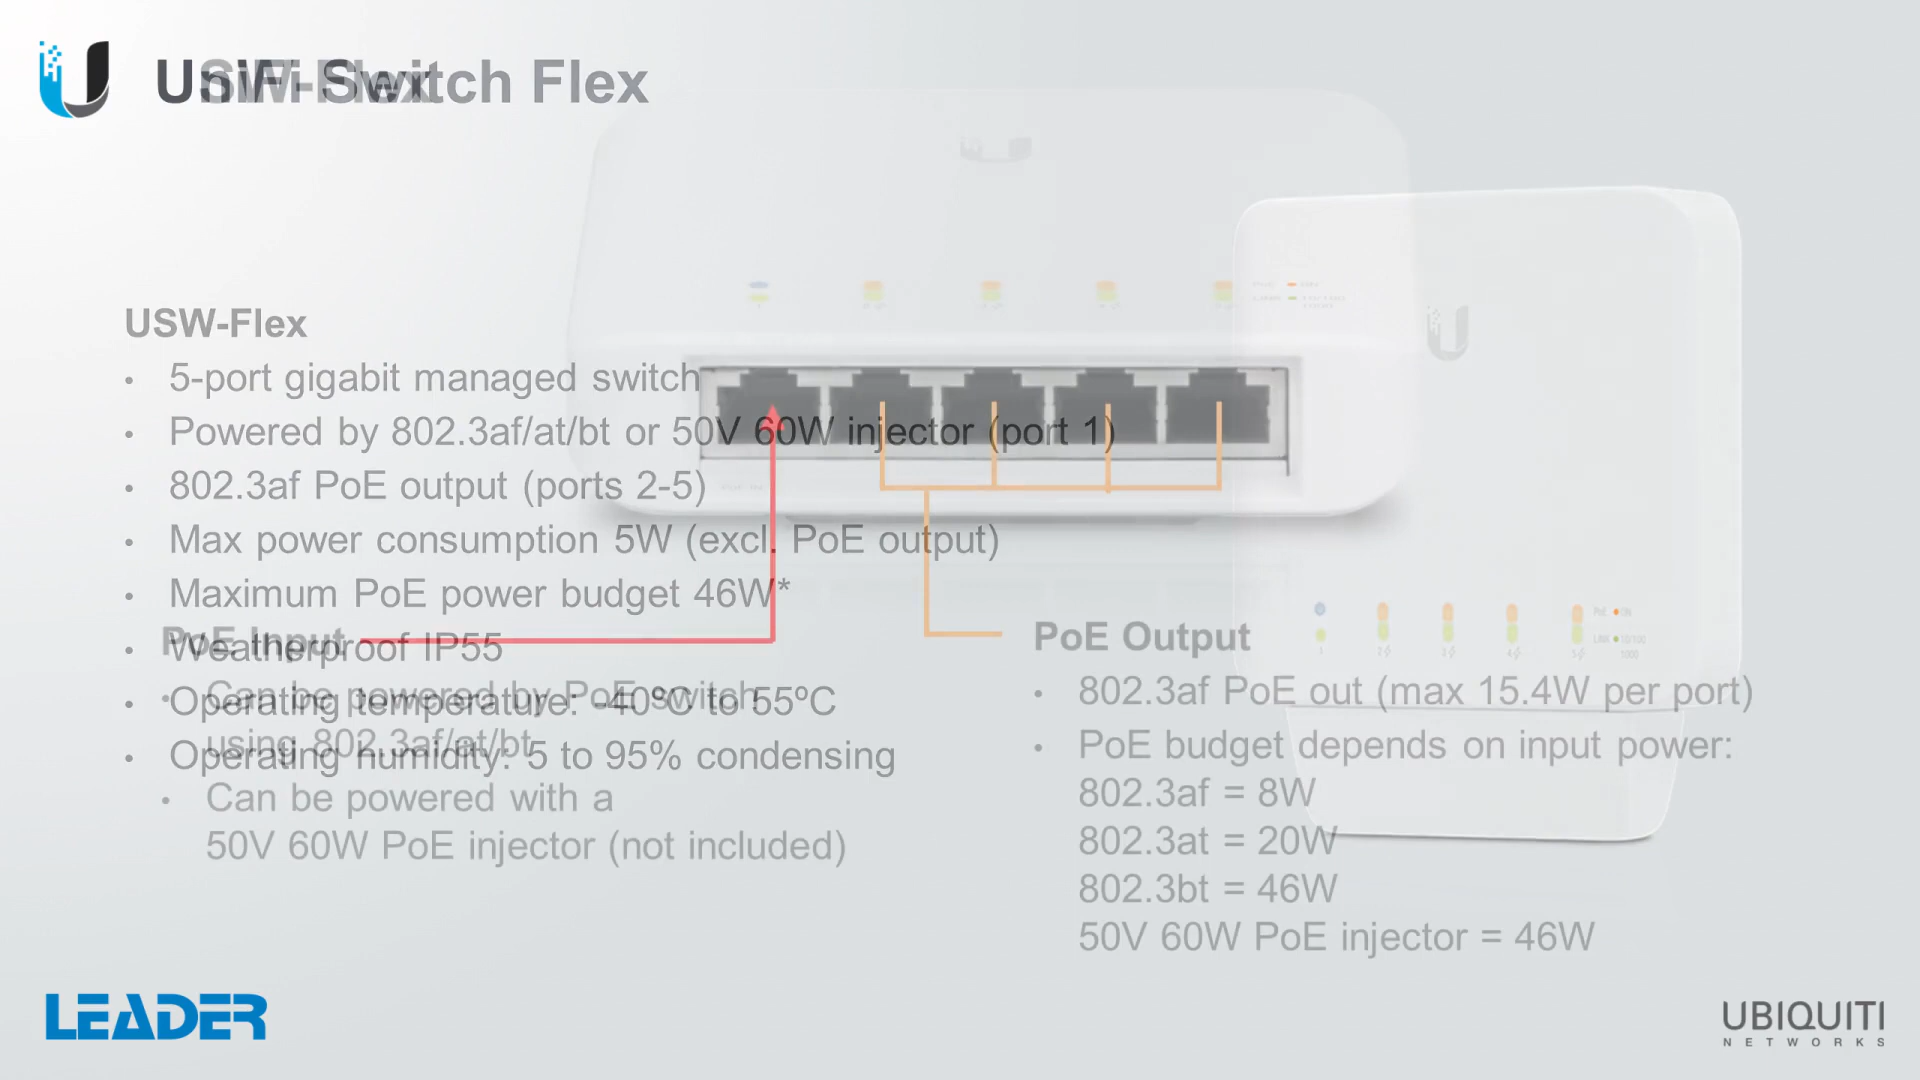 UniFi Switch Flex
USW-Flex
USW-Flex
• 5-port gigabit managed switch
• Powered by 802.3af/at/bt or 50V 60W injector (port 1)
• 802.3af PoE output (ports 2-5)
• Max power consumption 5W (excl. PoE output)
• Maximum PoE power budget 46W*
• Weatherproof IP55
• Operating temperature: -40ºC to 55ºC
• Operating humidity: 5 to 95% condensing
PoE Input
• Can be powered by PoE switch
using 802.3af/at/bt
• Can be powered with a
50V 60W PoE injector (not included)
PoE Output
• 802.3af PoE out (max 15.4W per port)
• PoE budget depends on input power:
802.3af = 8W
802.3at = 20W
802.3bt = 46W
50V 60W PoE injector = 46W
LEADER
UBIQUITI
NETWORKS